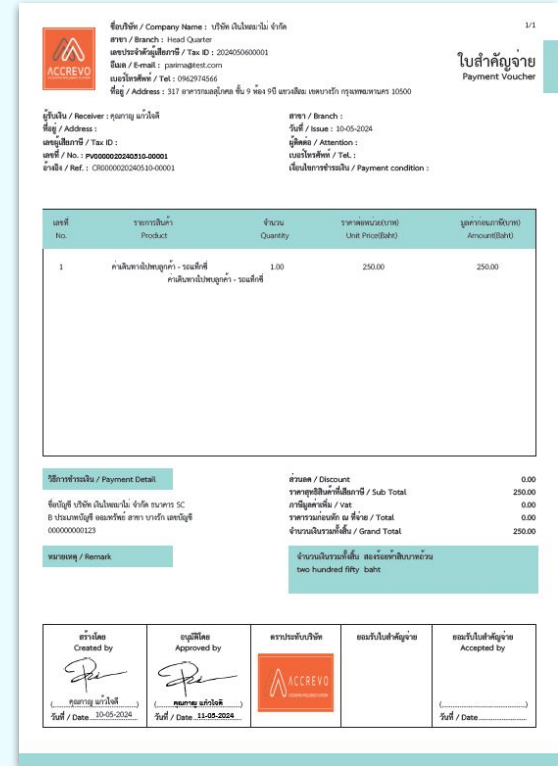 ACCREVO
ชื่อบริษัท / Company Name : บริษัท เงินไหลมาไม่ จำกัด
สาขา / Branch : Head Quarter
เลขประจำตัวผู้เสียภาษี / Tax ID : 2024050600001
อีเมล / E-mail : parima@test.com
เบอร์โทรศัพท์ / Tel : 0962974566
ที่อยู่ / Address : 317 อาคารกมลสุโกศล ชั้น 9 ห้อง 9บี แขวงสีลม เขตบางรัก กรุงเทพมหานคร 10500
1/1
ใบสำคัญจ่าย
Payment Voucher
ผู้รับเงิน / Receiver : คุณกาญ แก้วใจดี
ที่อยู่ / Address :
เลขผู้เสียภาษี / Tax ID :
เลขที่ / No. : PV0000020240510-00001
อ้างอิง / Ref. : CR0000020240510-00001
สาขา / Branch :
วันที่ / Issue : 10-05-2024
ผู้ติดต่อ / Attention :
เบอร์โทรศัพท์ / Tel. :
เงื่อนไขการชำระเงิน / Payment condition :
เลขที่ รายการสินค้า จำนวน ราคาต่อหน่วย(บาท) มูลค่าก่อนภาษี(บาท)
No. Product Quantity Unit Price(Baht) Amount(Baht)
1 ค่าเดินทางไปพบลูกค้า - รถแท็กซี่ 1.00 250.00 250.00
ค่าเดินทางไปพบลูกค้า - รถแท็กซี่
วิธีการชำระเงิน / Payment Detail
ชื่อบัญชี บริษัท เงินไหลมาไม่ จำกัด ธนาคาร SC
B ประเภทบัญชี ออมทรัพย์ สาขา บางรัก เลขบัญชี
000000000123
หมายเหตุ / Remark
ส่วนลด / Discount 0.00
ราคาสุทธิสินค้าที่เสียภาษี / Sub Total 250.00
ภาษีมูลค่าเพิ่ม / Vat 0.00
ราคารวมก่อนหัก ณ ที่จ่าย / Total 0.00
จำนวนเงินรวมทั้งสิ้น / Grand Total 250.00
จำนวนเงินรวมทั้งสิ้น สองร้อยห้าสิบบาทถ้วน
two hundred fifty baht
สร้างโดย
Created by
(คุณกาญ แก้วใจดี)
วันที่ / Date 10-05-2024
อนุมัติโดย
Approved by
(คุณกาญ แก้วใจดี)
วันที่ / Date 11-05-2024
ตราประทับบริษัท
ACCREVO
ยอมรับใบสำคัญจ่าย
ยอมรับใบสำคัญจ่าย
Accepted by
(
)
วันที่ / Date